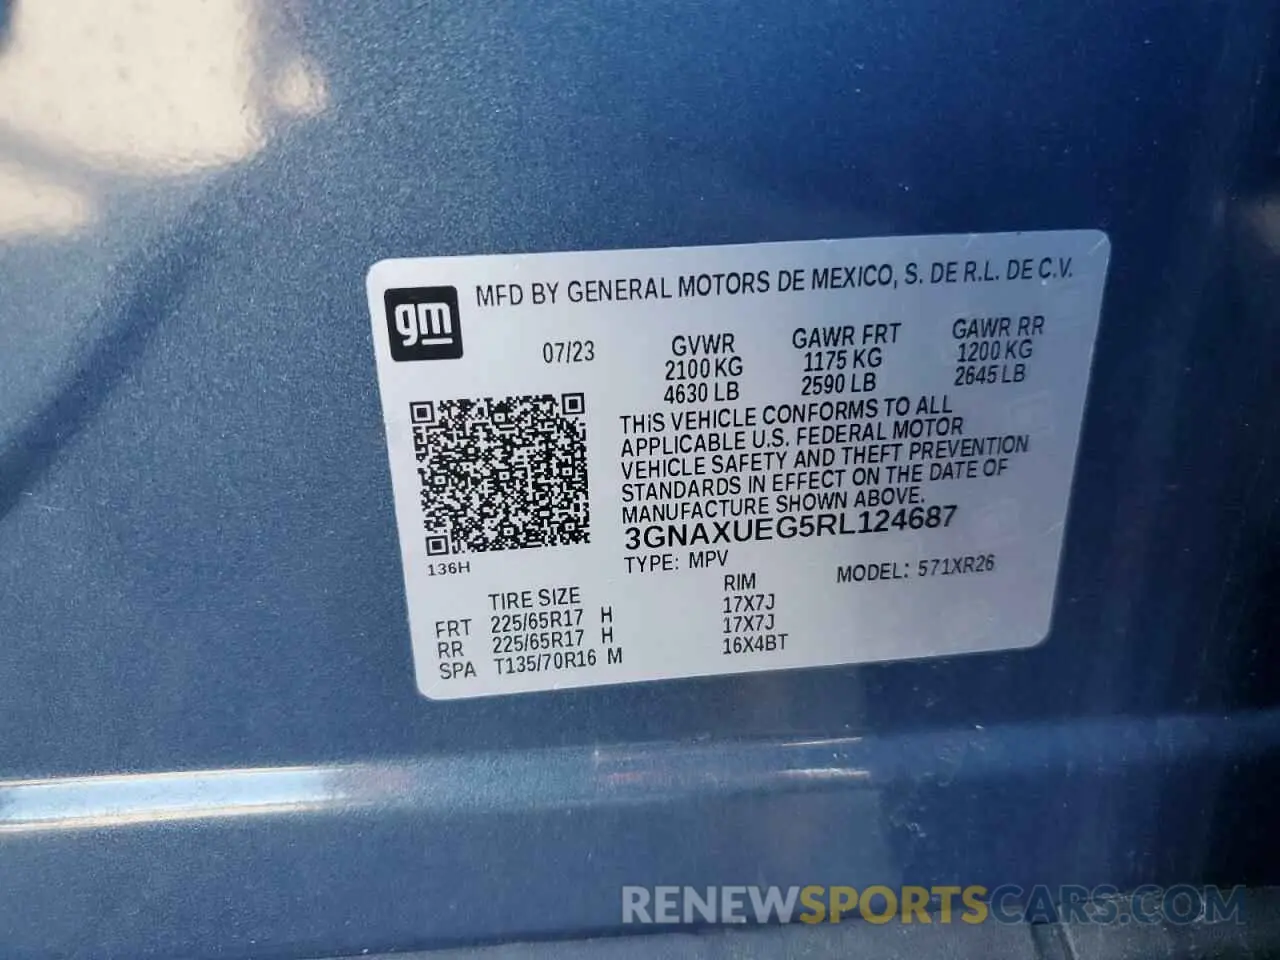 gm
MFD BY GENERAL MOTORS DE MEXICO, S. DE R.L. DE C.V.
07/23
GVWR
2100 KG
4630 LB
GAWR FRT
1175 KG
2590 LB
GAWR RR
1200 KG
2645 LB
THIS VEHICLE CONFORMS TO ALL
APPLICABLE U.S. FEDERAL MOTOR
VEHICLE SAFETY AND THEFT PREVENTION
STANDARDS IN EFFECT ON THE DATE OF
MANUFACTURE SHOWN ABOVE.
3GNAXUEG5RL124687
TYPE: MPV
MODEL: 571XR26
136H
TIRE SIZE
RIM
FRT 225/65R17 H 17X7J
RR 225/65R17 H 17X7J
SPA T135/70R16 M 16X4BT
RENEWSPORTSCARS.COM